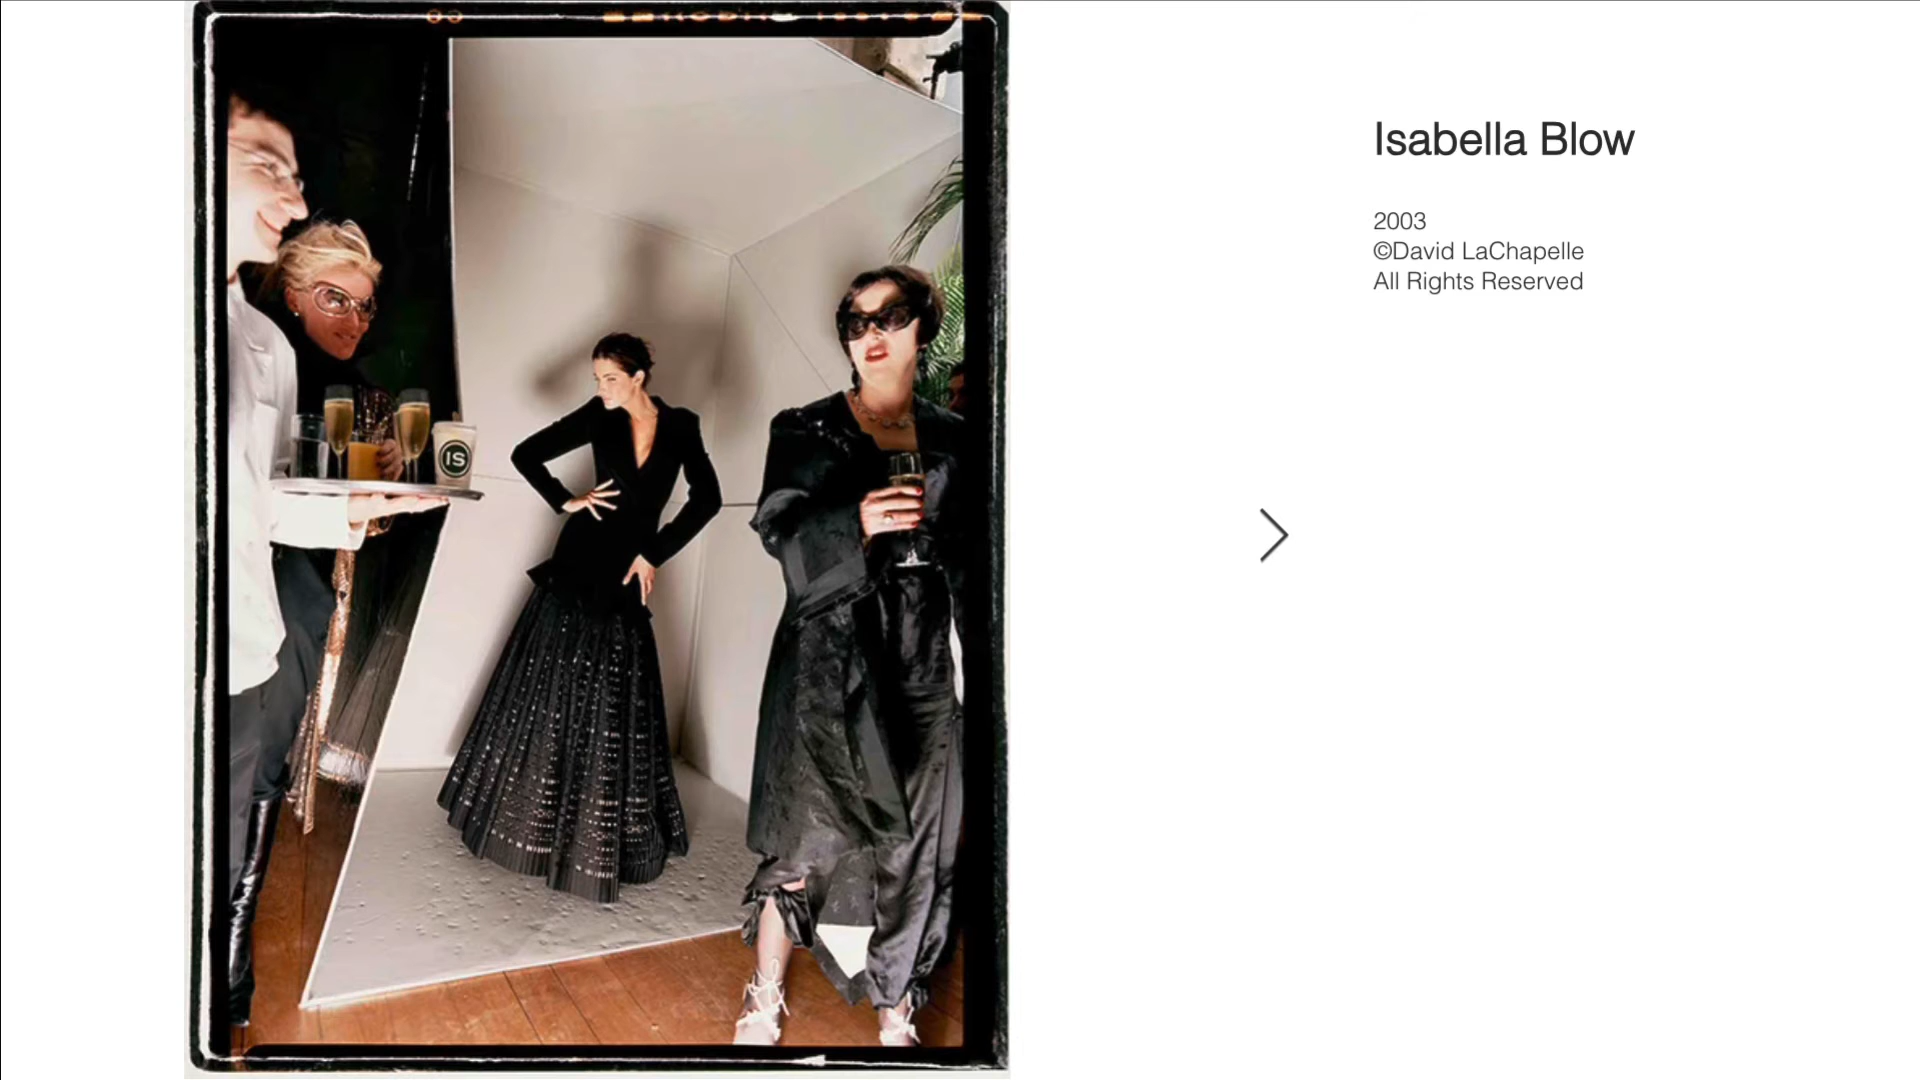 IS
Isabella Blow
2003
©David LaChapelle
All Rights Reserved